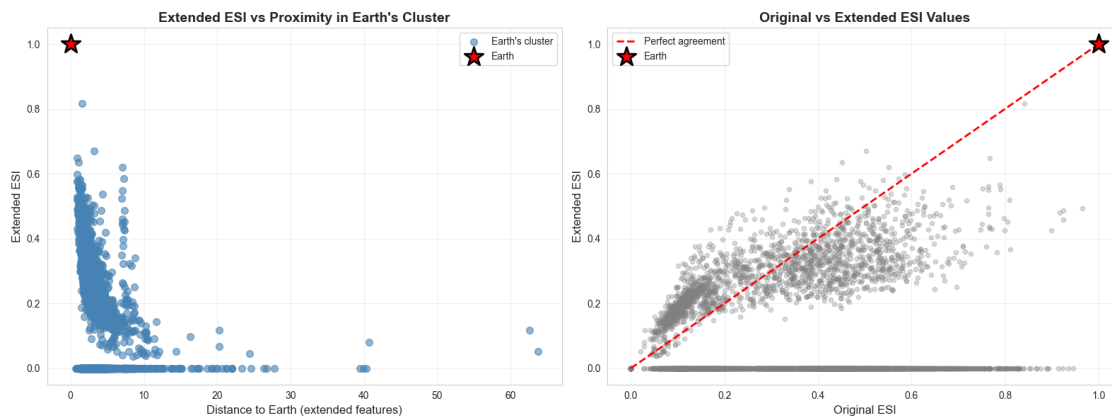 Extended ESI vs Proximity in Earth's Cluster
Extended ESI
1.0
0.8
0.6
0.4
0.2
0.0
0
10
20
30
40
50
60
Distance to Earth (extended features)
Earth's cluster
Earth
Original vs Extended ESI Values
Extended ESI
1.0
0.8
0.6
0.4
0.2
0.0
0.0
0.2
0.4
0.6
0.8
1.0
Original ESI
Perfect agreement
Earth